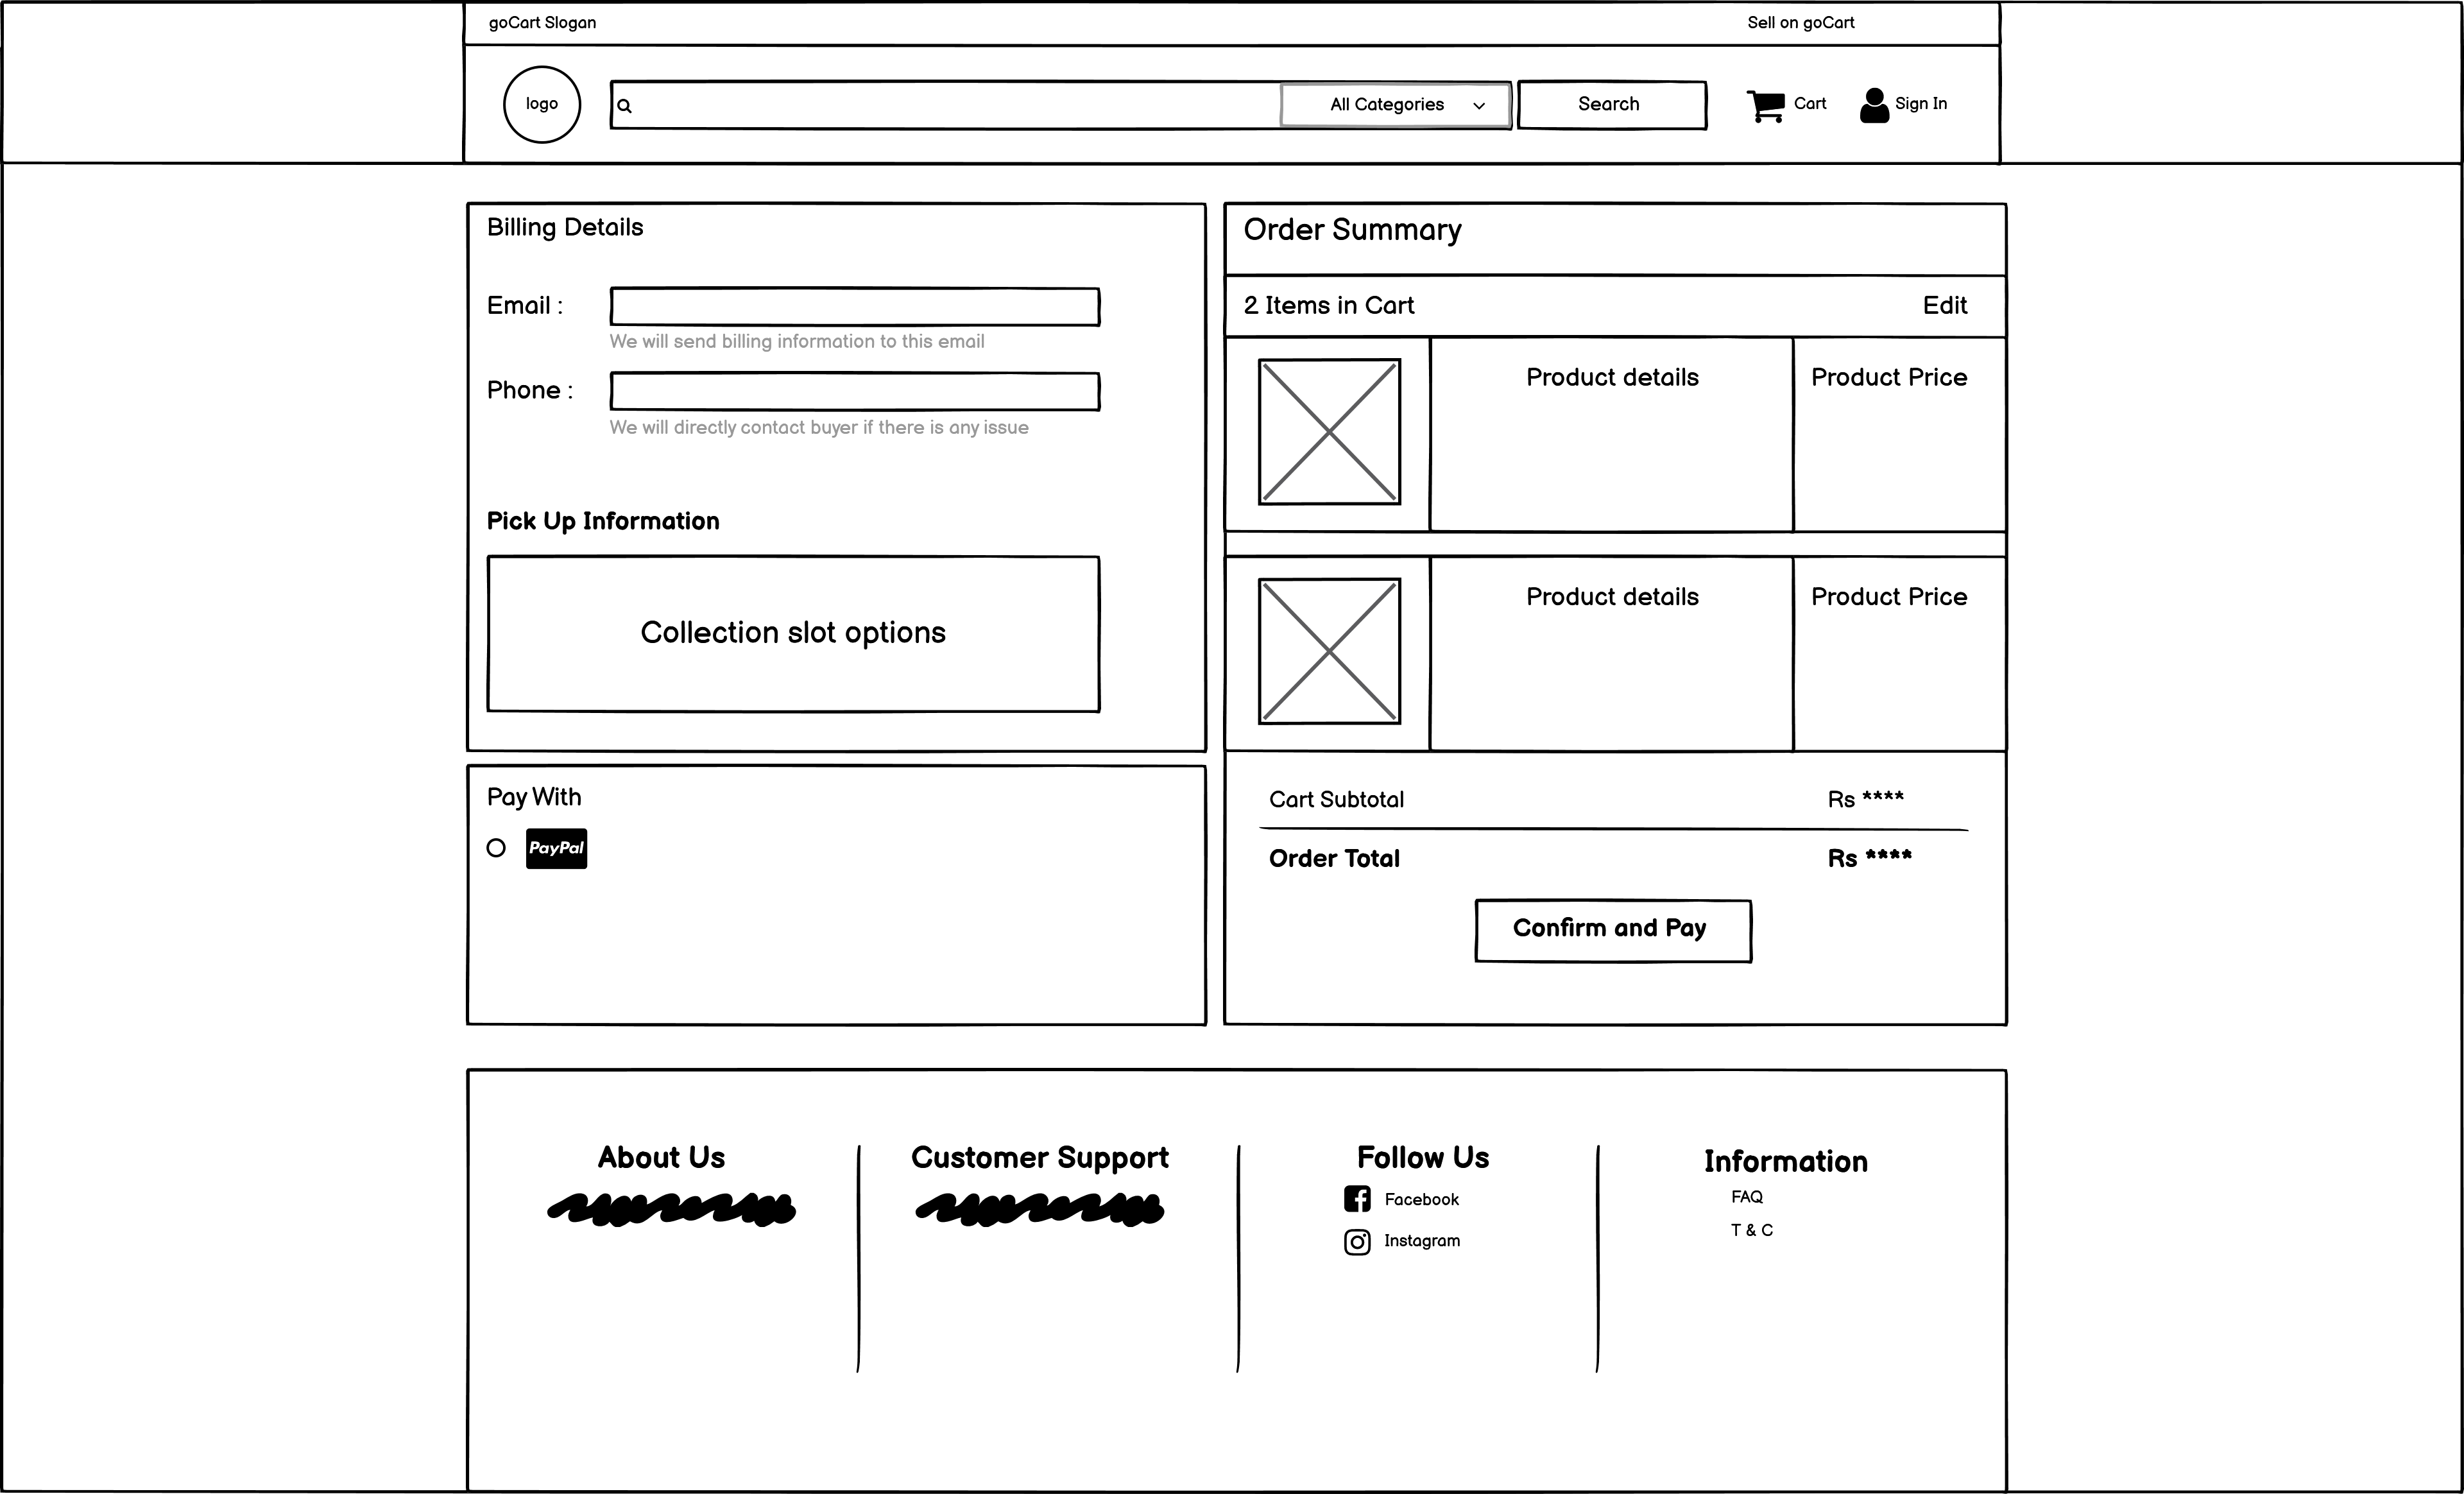 goCart Slogan
Sell on goCart
logo
All Categories
Search
Cart
Sign In
Billing Details
Email :
We will send billing information to this email
Phone :
We will directly contact buyer if there is any issue
Pick Up Information
Collection slot options
Pay With
PayPal
Order Summary
2 Items in Cart
Edit
Product details
Product Price
Product details
Product Price
Cart Subtotal
Rs ****
Order Total
Rs ****
Confirm and Pay
About Us
Customer Support
Follow Us
Facebook
Instagram
Information
FAQ
T & C